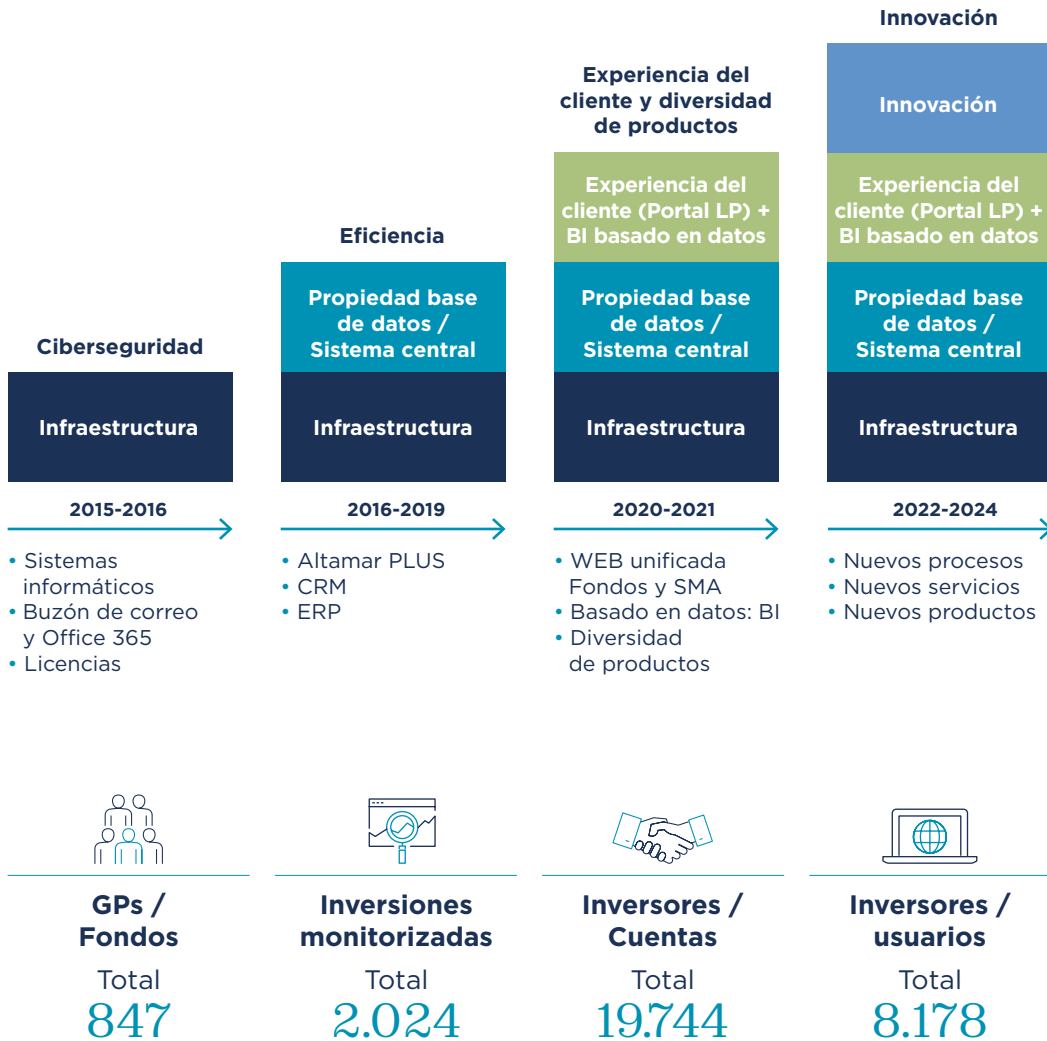 Ciberseguridad
Infraestructura
2015-2016
• Sistemas
informáticos
• Buzón de correo
y Office 365
• Licencias
Eficiencia
Propiedad base
de datos /
Sistema central
Infraestructura
2016-2019
• Altamar PLUS
• CRM
• ERP
Experiencia del
cliente y diversidad
de productos
Experiencia del
cliente (Portal LP) +
BI basado en datos
Propiedad base
de datos /
Sistema central
Infraestructura
2020-2021
• WEB unificada
Fondos y SMA
• Basado en datos: BI
• Diversidad
de productos
Innovación
Innovación
Experiencia del
cliente (Portal LP) +
BI basado en datos
Propiedad base
de datos /
Sistema central
Infraestructura
2022-2024
• Nuevos procesos
• Nuevos servicios
• Nuevos productos
GPs /
Fondos
Total
847
Inversiones
monitorizadas
Total
2.024
Inversores /
Cuentas
Total
19.744
Inversores /
usuarios
Total
8.178